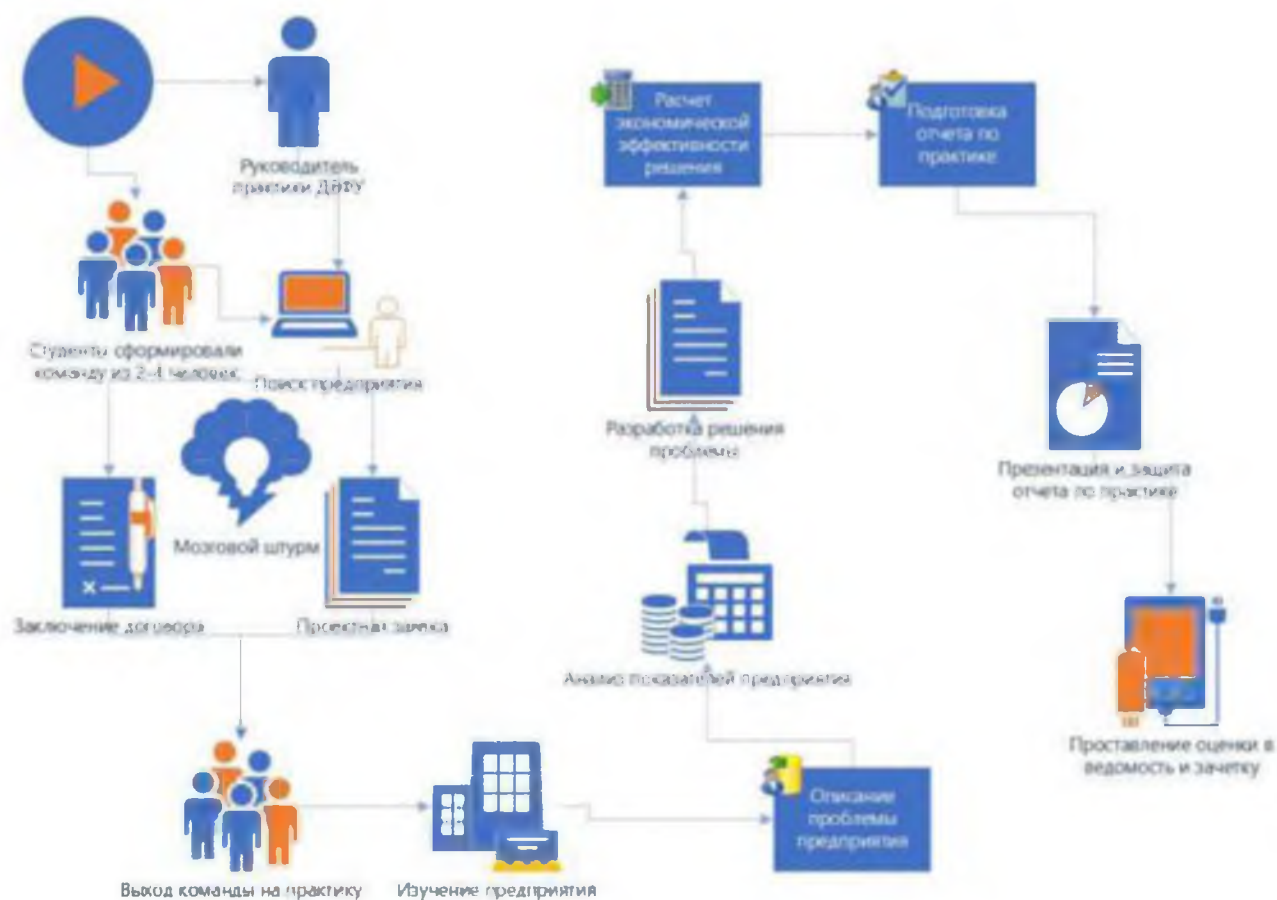 Руководитель
практики ДВФУ
Студенты сформировали
команду из 2-4 человек
Поиск предприятия
Мозговой штурм
Заключение договора
Проектная заявка
Выход команды на практику
Изучение предприятия
Описание
проблемы
предприятия
Анализ показателей предприятия
Разработка решения
проблемы
Расчет
экономической
эффективности
решения
Подготовка
отчета по
практике
Презентация и защита
отчета по практике
Проставление оценки в
ведомость и зачетку